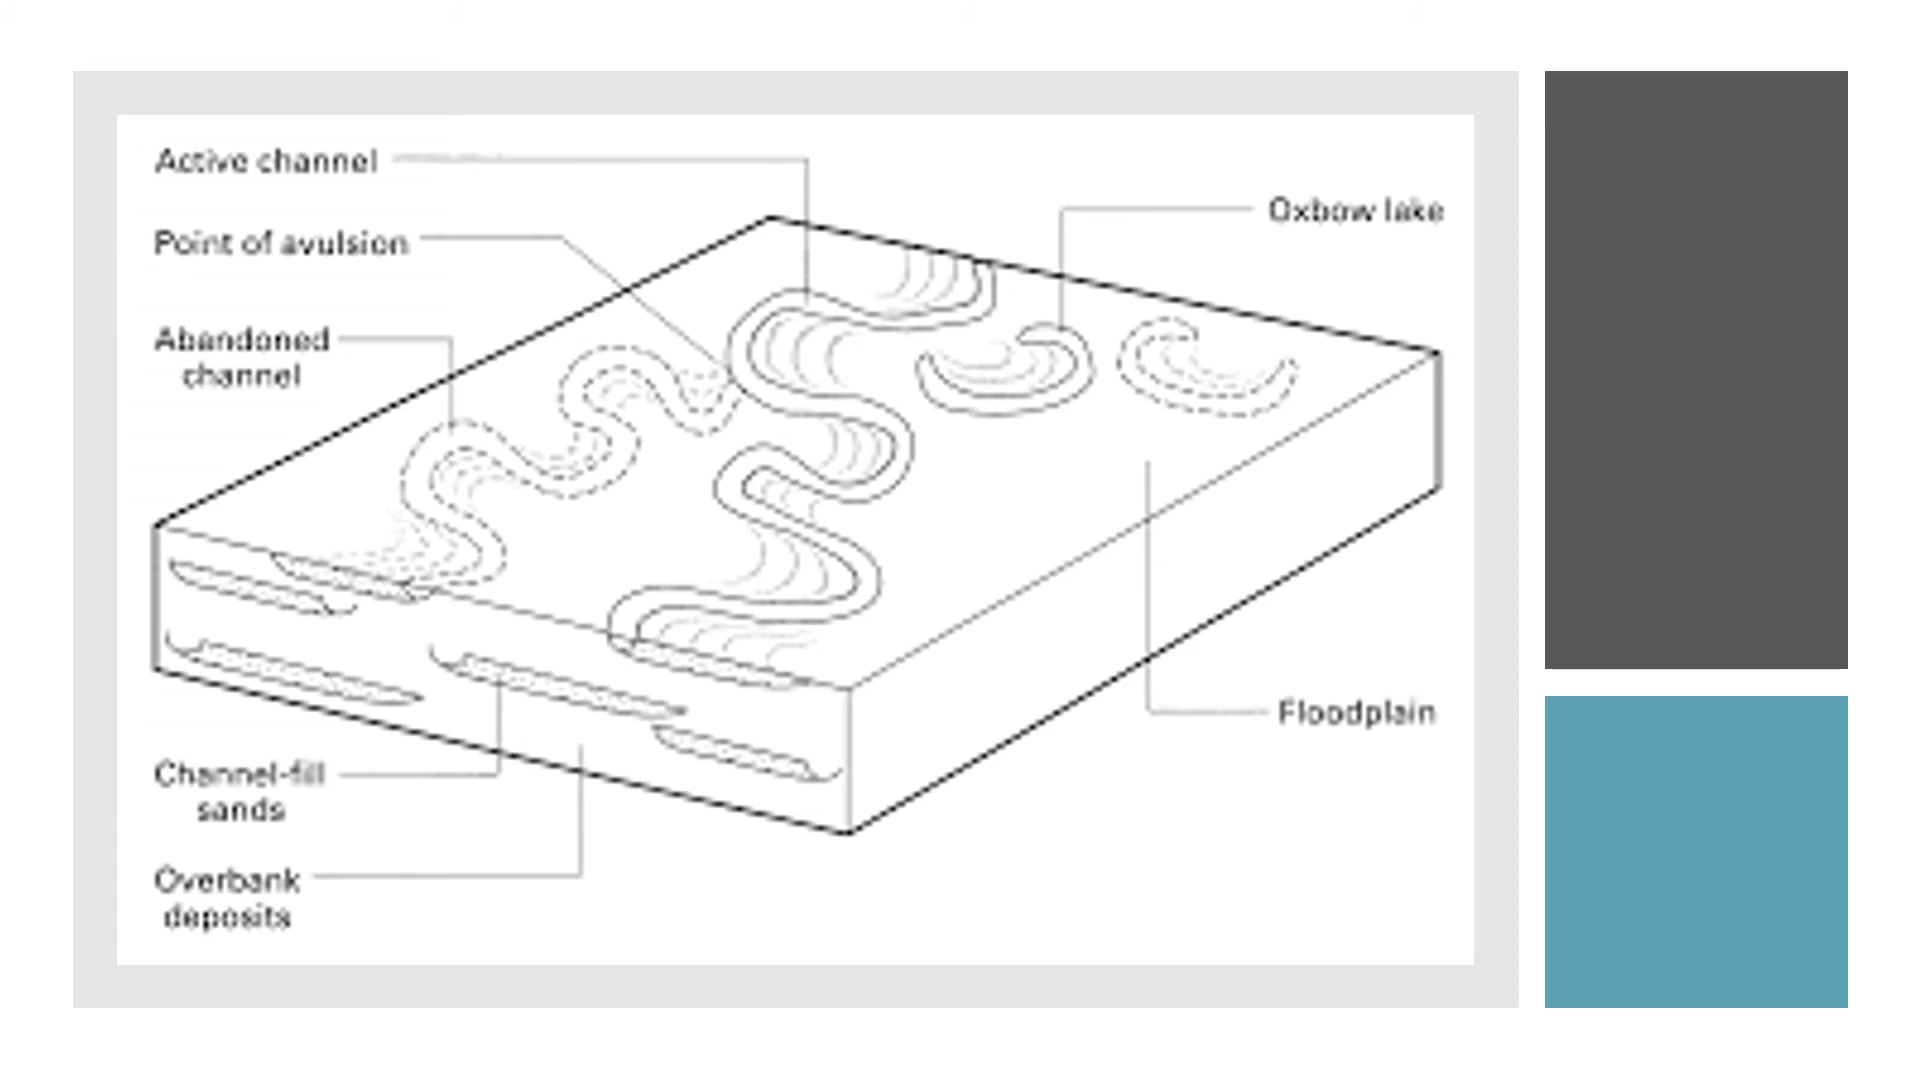 Active channel
Oxbow lake
Point of avulsion
Abandoned
channel
Floodplain
Channel-fill
sands
Overbank
deposits